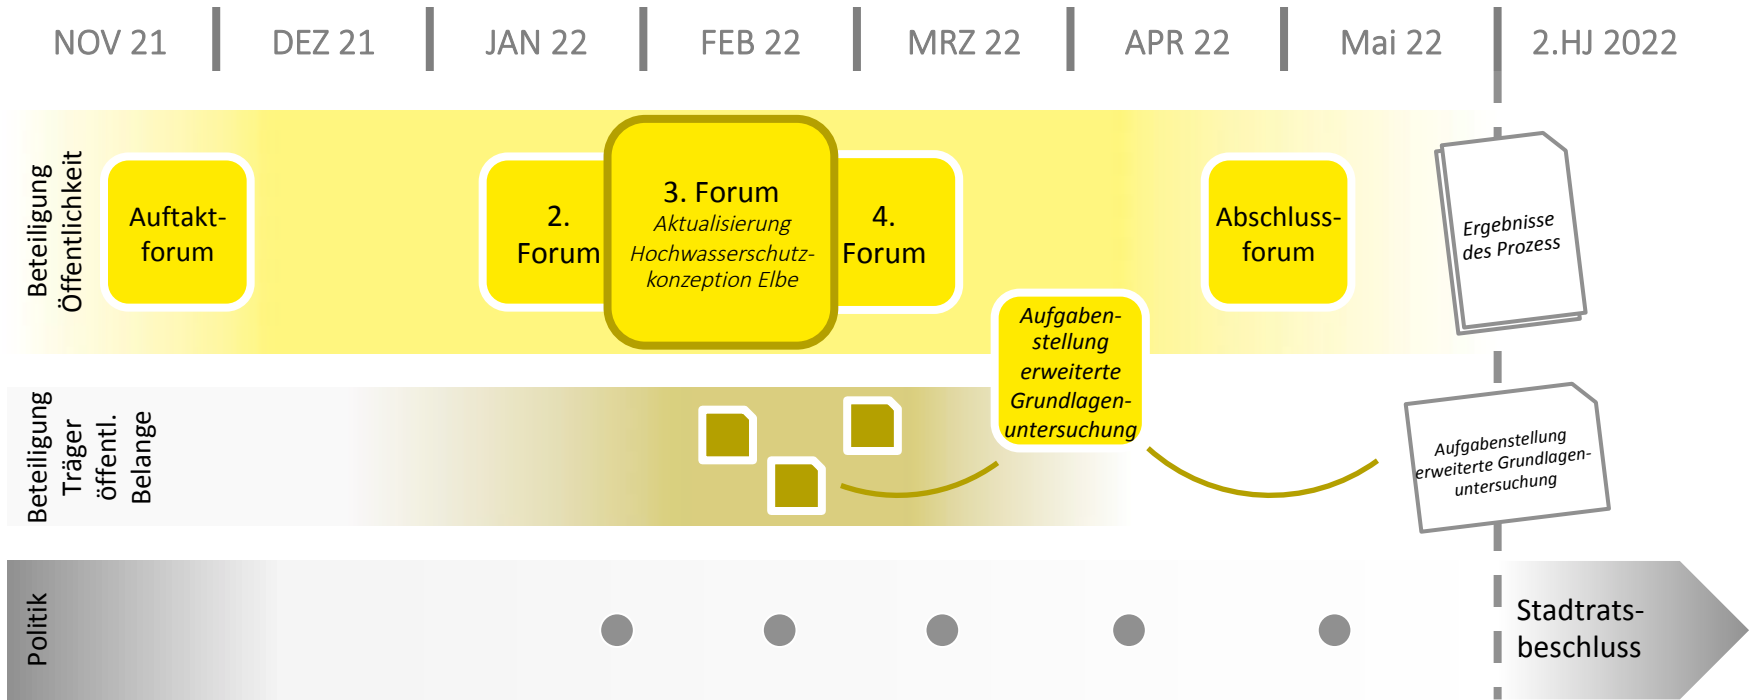 NOV 21
DEZ 21
JAN 22
FEB 22
MRZ 22
APR 22
Mai 22
2.HJ 2022
Beteiligung
Öffentlichkeit
Auftakt-
forum
2.
Forum
3. Forum
Aktualisierung
Hochwasserschutz-
konzeption Elbe
4.
Forum
Abschluss-
forum
Ergebnisse
des Prozess
Aufgaben-
stellung
erweiterte
Grundlagen-
untersuchung
Beteiligung
Träger
öffentl.
Belange
Aufgabenstellung
erweiterte Grundlagen-
untersuchung
Politik
Stadtrats-
beschluss